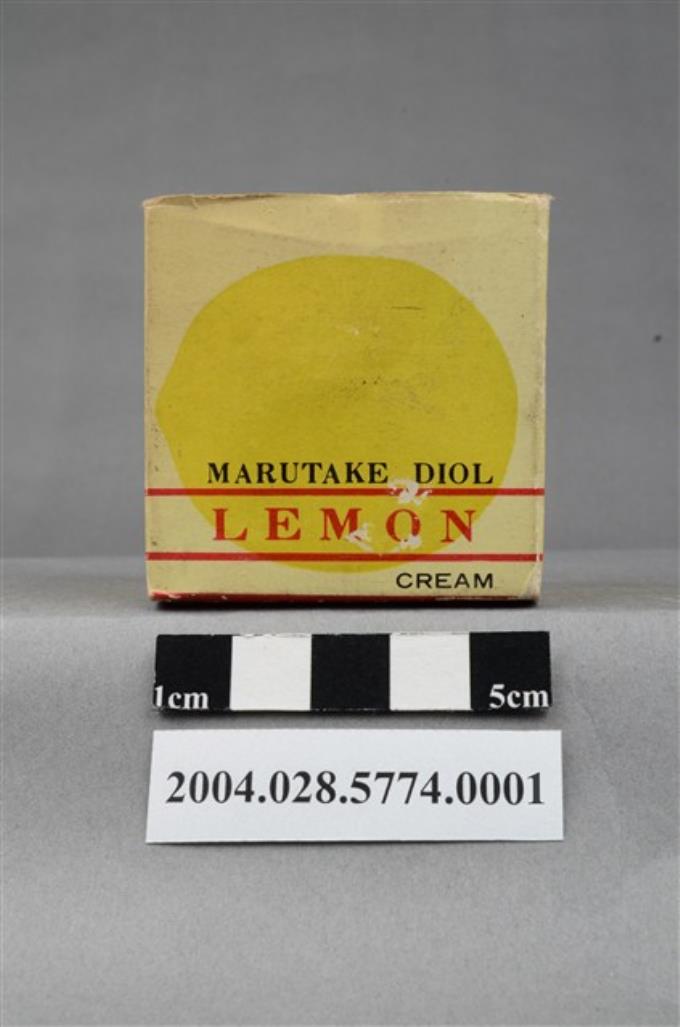 MARUTAKE DIOL
LEMON
CREAM
1cm 5cm
2004.028.5774.0001